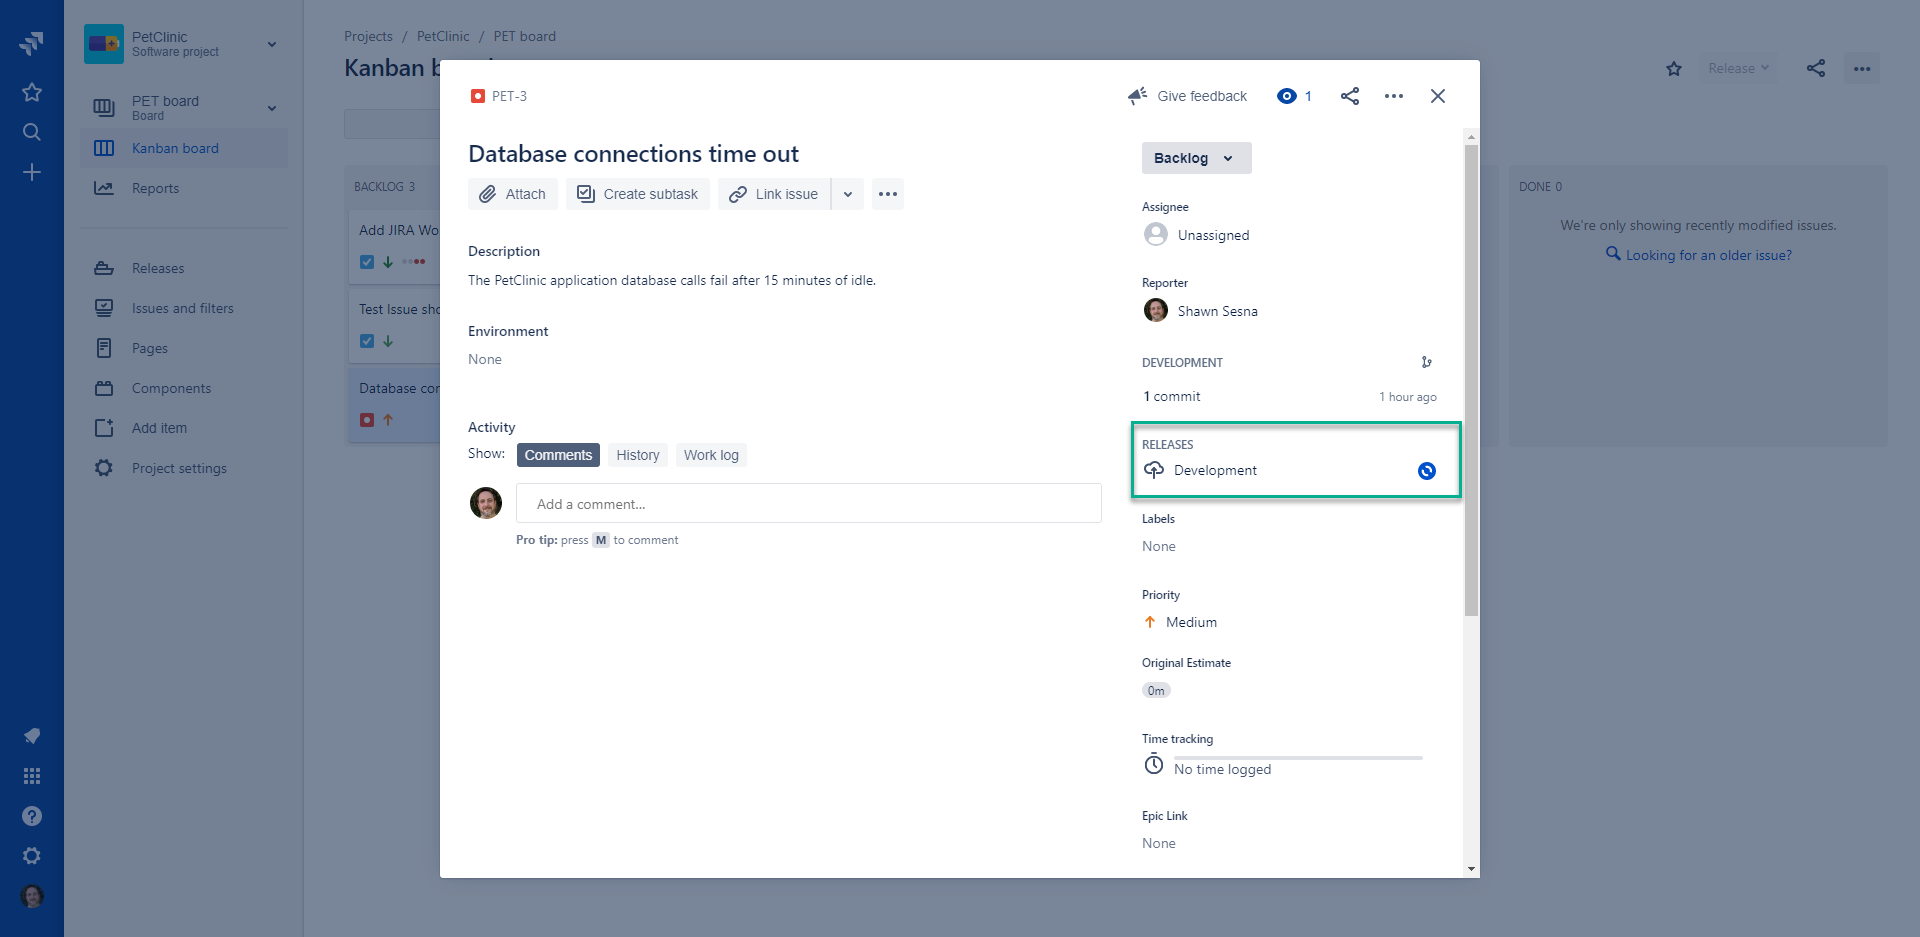 PetClinic
Software project
PET board
Board
Kanban board
Reports
Releases
Issues and filters
Pages
Components
Add item
Project settings
Projects / PetClinic / PET board
Kanban b
Release
BACKLOG 3
Add JIRA Wo
Test Issue sho
Database con
DONE 0
We're only showing recently modified issues.
Looking for an older issue?
PET-3
Give feedback
1
Database connections time out
Attach
Create subtask
Link issue
Description
The PetClinic application database calls fail after 15 minutes of idle.
Environment
None
Activity
Show: Comments History Work log
Add a comment...
Pro tip: press M to comment
Backlog
Assignee
Unassigned
Reporter
Shawn Sesna
DEVELOPMENT
1 commit 1 hour ago
RELEASES
Development
Labels
None
Priority
Medium
Original Estimate
0m
Time tracking
No time logged
Epic Link
None